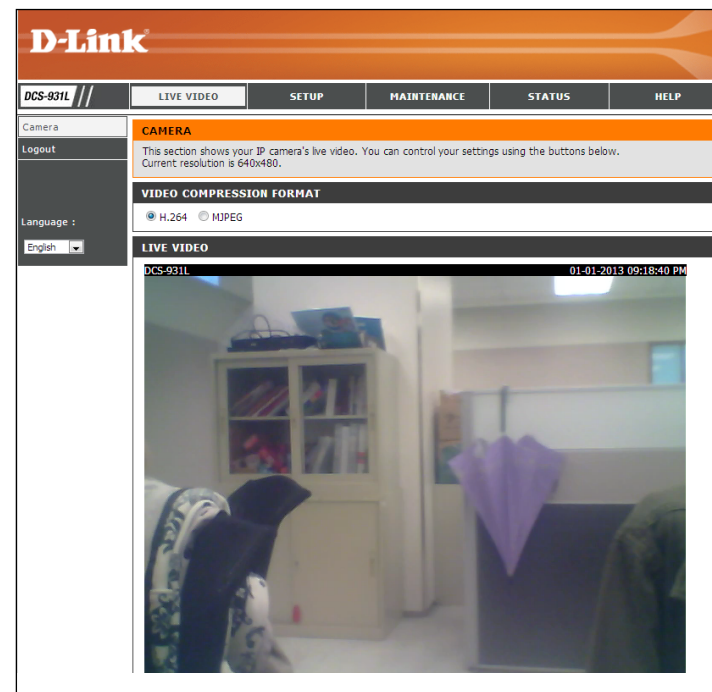 D-Link
DCS-931L
LIVE VIDEO
SETUP
MAINTENANCE
STATUS
HELP
Camera
Logout
Language :
English
CAMERA
This section shows your IP camera's live video. You can control your settings using the buttons below.
Current resolution is 640x480.
VIDEO COMPRESSION FORMAT
H.264
MJPEG
LIVE VIDEO
DCS-931L
01-01-2013 09:18:40 PM